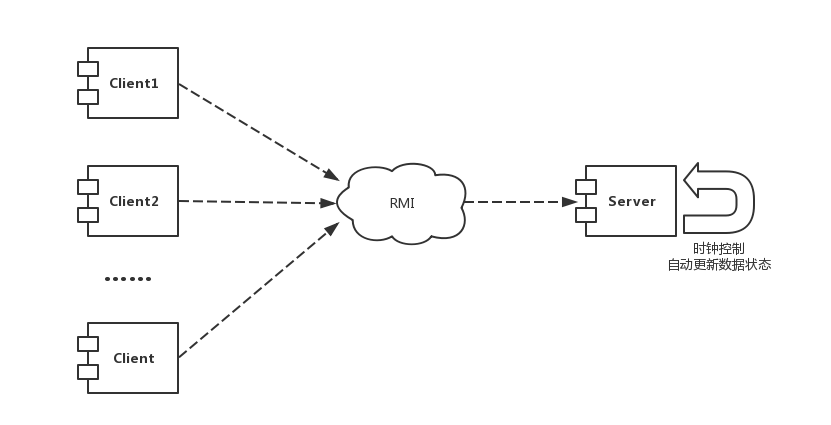 Client1
Client2
RMI
Server
时钟控制
自动更新数据状态
......
Client